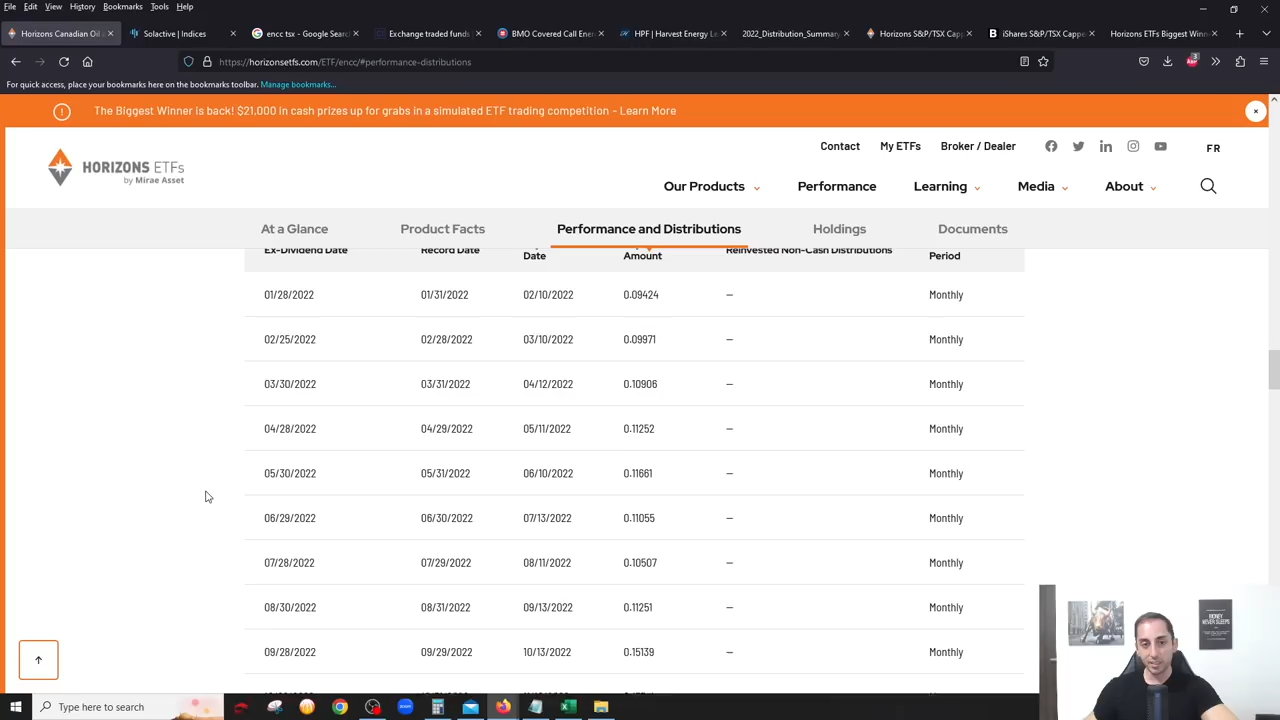 File Edit View History Bookmarks Tools Help
Horizons Canadian Oil Solactive | Indices encc tsx - Google Searc Exchange traded funds BMO Covered Call Ene HPF | Harvest Energy Le 2022_Distribution_Summary Horizons S&P/TSX Cap iShares S&P/TSX Cappe Horizons ETFs Biggest Winn
https://horizonsetfs.com/ETF/encc/#performance-distributions
For quick access, place your bookmarks here on the bookmarks toolbar. Manage bookmarks...
The Biggest Winner is back! $21,000 in cash prizes up for grabs in a simulated ETF trading competition - Learn More
Contact My ETFs Broker / Dealer FR
HORIZONS ETFs
by Mirae Asset
Our Products Performance Learning Media About
At a Glance Product Facts Performance and Distributions Holdings Documents
Ex-Dividend Date Record Date Date Amount Reinvested Non-Cash Distributions Period
01/28/2022 01/31/2022 02/10/2022 0.09424 – Monthly
02/25/2022 02/28/2022 03/10/2022 0.09971 – Monthly
03/30/2022 03/31/2022 04/12/2022 0.10906 – Monthly
04/28/2022 04/29/2022 05/11/2022 0.11252 – Monthly
05/30/2022 05/31/2022 06/10/2022 0.11661 – Monthly
06/29/2022 06/30/2022 07/13/2022 0.11055 – Monthly
07/28/2022 07/29/2022 08/11/2022 0.10507 – Monthly
08/30/2022 08/31/2022 09/13/2022 0.11251 – Monthly
09/28/2022 09/29/2022 10/13/2022 0.15139 – Monthly
MONEY
NEVER SLEEPS
Type here to search